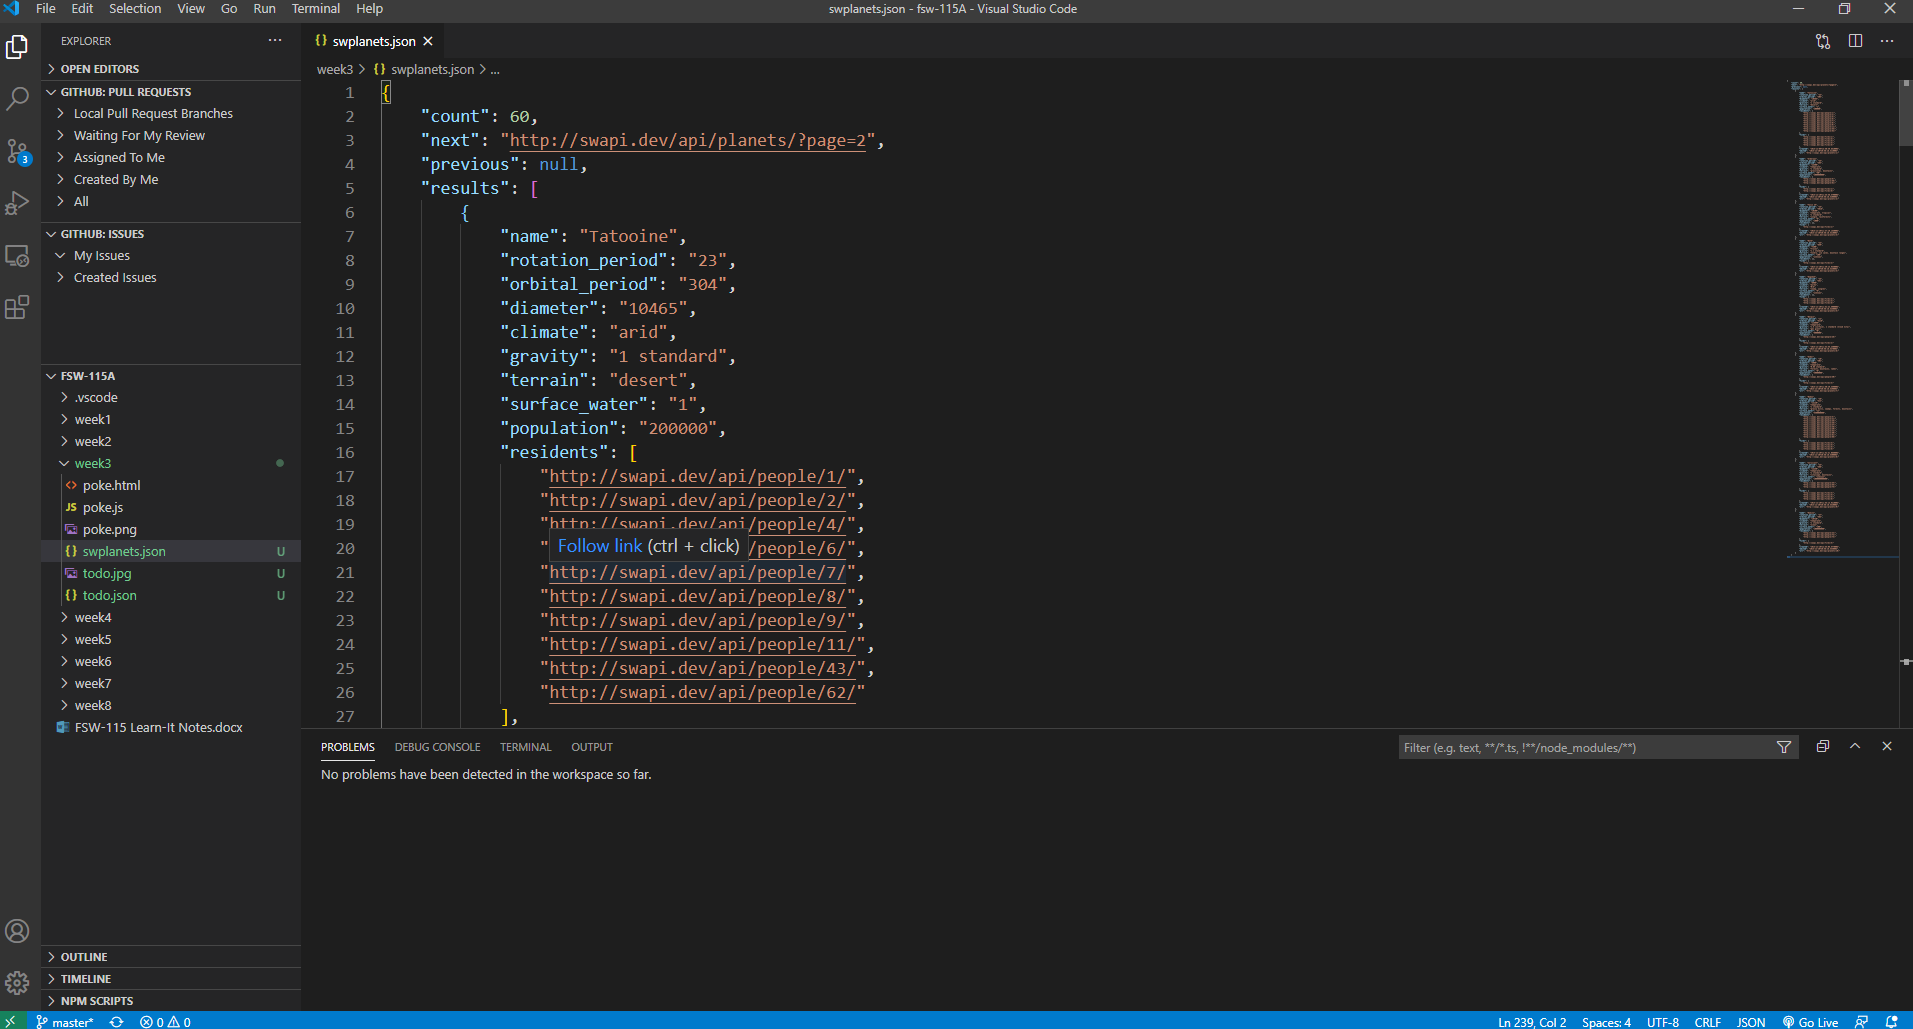 File Edit Selection View Go Run Terminal Help
swplanets.json - fsw-115A - Visual Studio Code
EXPLORER
OPEN EDITORS
GITHUB: PULL REQUESTS
Local Pull Request Branches
Waiting For My Review
Assigned To Me
Created By Me
All
GITHUB: ISSUES
My Issues
Created Issues
FSW-115A
.vscode
week1
week2
week3
poke.html
JS poke.js
poke.png
{} swplanets.json U
todo.jpg U
{} todo.json U
week4
week5
week6
week7
week8
FSW-115 Learn-It Notes.docx
OUTLINE
TIMELINE
NPM SCRIPTS
3
{} swplanets.json
week3 > {} swplanets.json > ...
1 {
2 "count": 60,
3 "next": "http://swapi.dev/api/planets/?page=2",
4 "previous": null,
5 "results": [
6 {
7 "name": "Tatooine",
8 "rotation_period": "23",
9 "orbital_period": "304",
10 "diameter": "10465",
11 "climate": "arid",
12 "gravity": "1 standard",
13 "terrain": "desert",
14 "surface_water": "1",
15 "population": "200000",
16 "residents": [
17 "http://swapi.dev/api/people/1/",
18 "http://swapi.dev/api/people/2/",
19 "http://swapi.dev/api/people/4/",
20 " /people/6/",
Follow link (ctrl + click)
21 "http://swapi.dev/api/people/7/",
22 "http://swapi.dev/api/people/8/",
23 "http://swapi.dev/api/people/9/",
24 "http://swapi.dev/api/people/11/",
25 "http://swapi.dev/api/people/43/",
26 "http://swapi.dev/api/people/62/"
27 ],
PROBLEMS DEBUG CONSOLE TERMINAL OUTPUT
Filter (e.g. text, **/*.ts, !**/node_modules/**)
No problems have been detected in the workspace so far.
master* 0 0
Ln 239, Col 2 Spaces: 4 UTF-8 CRLF JSON Go Live